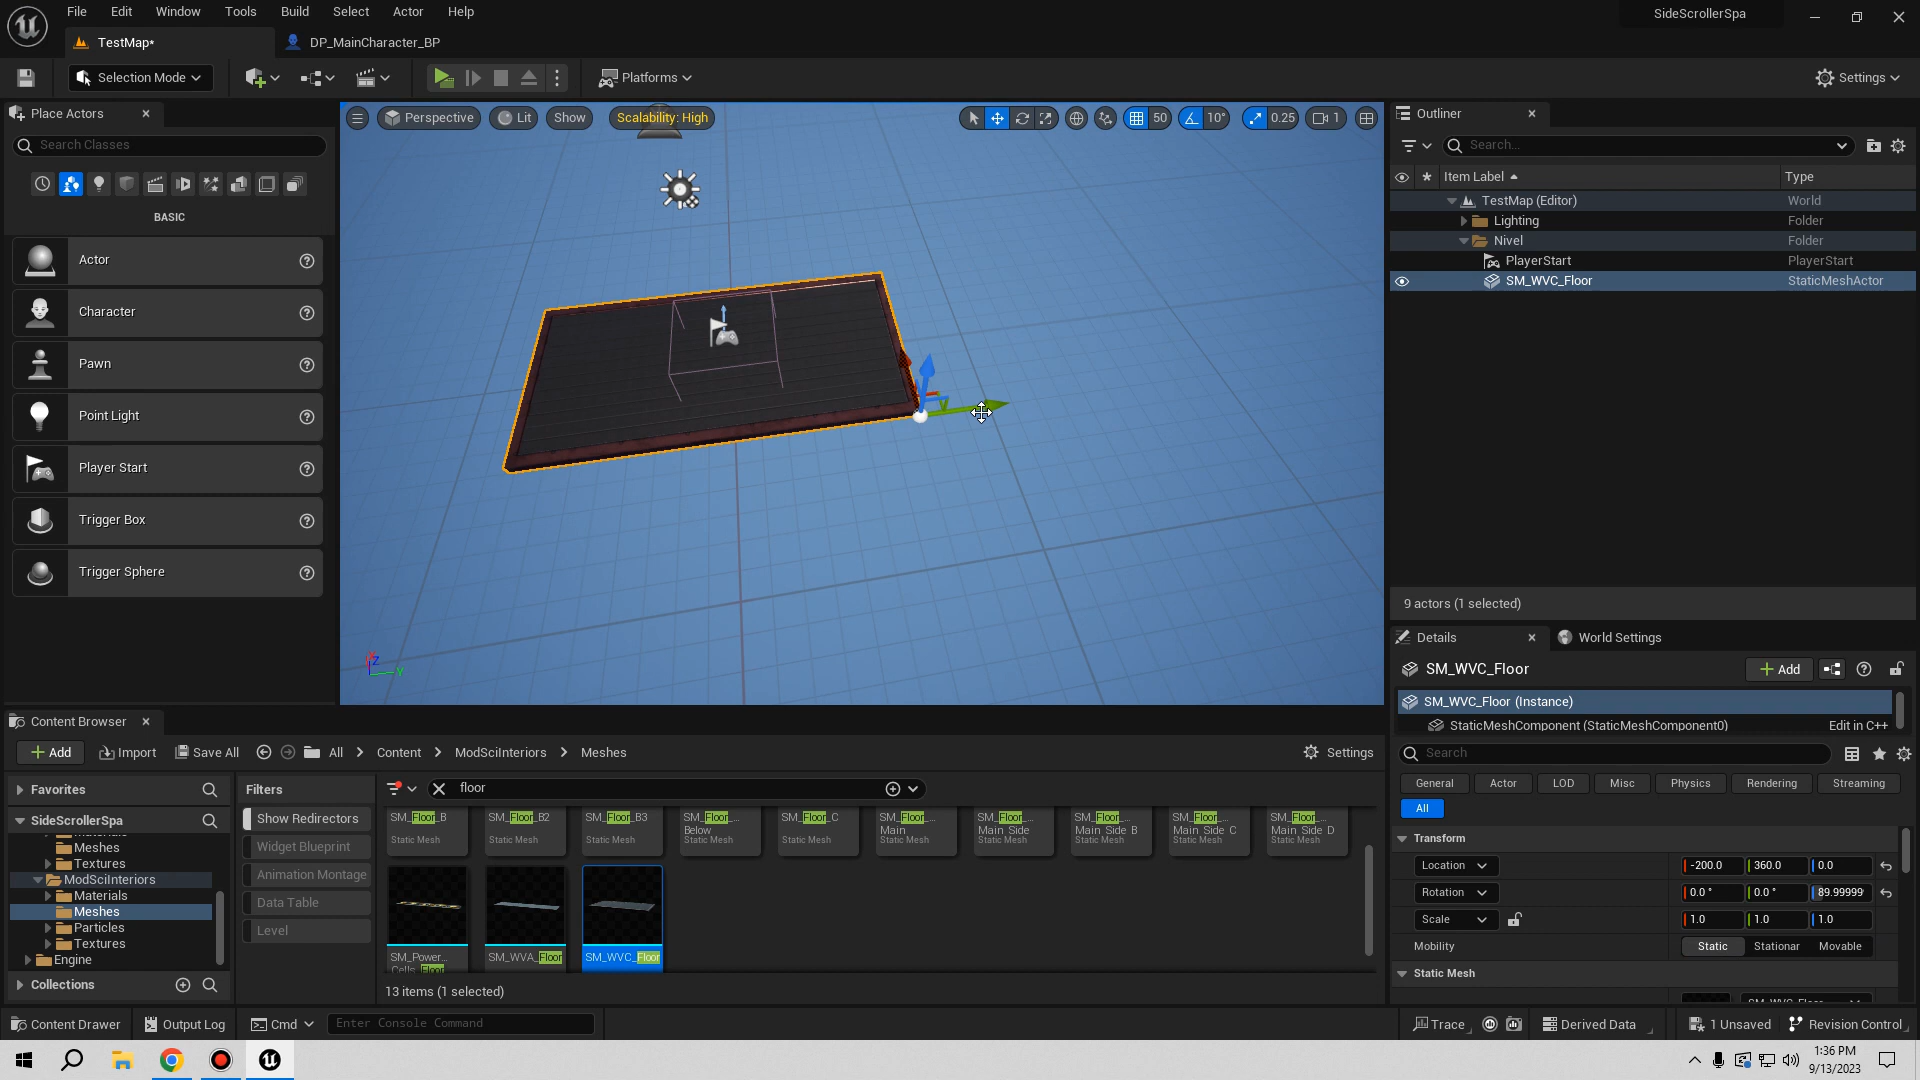 File Edit Window Tools Build Select Actor Help
SideScrollerSpa
TestMap*
DP_MainCharacter_BP
Selection Mode
Platforms
Settings
Place Actors
Search Classes
BASIC
Actor
Character
Pawn
Point Light
Player Start
Trigger Box
Trigger Sphere
Perspective
Lit
Show
Scalability: High
50
10°
0.25
1
Z
Y
Outliner
Search...
Item Label
Type
TestMap (Editor) World
Lighting Folder
Nivel Folder
PlayerStart PlayerStart
SM_WVC_Floor StaticMeshActor
9 actors (1 selected)
Details
World Settings
SM_WVC_Floor
Add
SM_WVC_Floor (Instance)
StaticMeshComponent (StaticMeshComponent0) Edit in C++
Search
General Actor LOD Misc Physics Rendering Streaming
All
Transform
Location -200.0 360.0 0.0
Rotation 0.0 ° 0.0 ° 89.99999
Scale 1.0 1.0 1.0
Mobility Static Stationar Movable
Static Mesh
Content Browser
Add Import Save All All Content ModSciInteriors Meshes Settings
Favorites
SideScrollerSpa
Meshes
Textures
ModSciInteriors
Materials
Meshes
Particles
Textures
Engine
Collections
Filters
Show Redirectors
Widget Blueprint
Animation Montage
Data Table
Level
floor
SM_Floor_B
Static Mesh
SM_Floor_B2
Static Mesh
SM_Floor_B3
Static Mesh
SM_Floor_...
Below
Static Mesh
SM_Floor_C
Static Mesh
SM_Floor_...
Main
Static Mesh
SM_Floor_...
Main_Side
Static Mesh
SM_Floor_...
Main_Side_B
Static Mesh
SM_Floor_...
Main_Side_C
Static Mesh
SM_Floor_...
Main_Side_D
Static Mesh
SM_Power...
Cells_Floor
SM_WVA_Floor
SM_WVC_Floor
13 items (1 selected)
Content Drawer
Output Log
Cmd
Enter Console Command
Trace
Derived Data
1 Unsaved
Revision Control
1:36 PM
9/13/2023